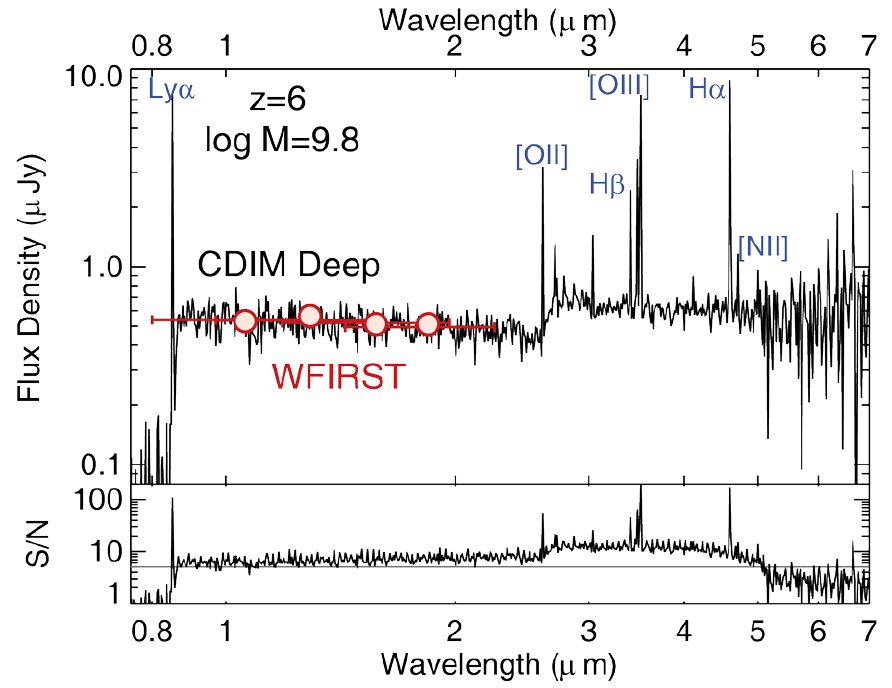 Wavelength (μ m)
0.8 1 2 3 4 5 6 7
10.0
Lyα
z=6
log M=9.8
[OIII]
Hα
[OII]
Hβ
[NII]
CDIM Deep
1.0
WFIRST
0.1
Flux Density (μ Jy)
100
10
1
S/N
0.8 1 2 3 4 5 6 7
Wavelength (μ m)